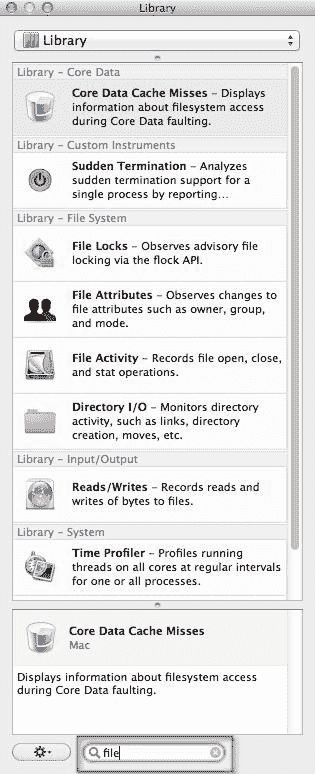 Library
Library
Library – Core Data
Core Data Cache Misses – Displays
information about filesystem access
during Core Data faulting.
Library – Custom Instruments
Sudden Termination – Analyzes
sudden termination support for a
single process by reporting…
Library – File System
File Locks – Observes advisory file
locking via the flock API.
File Attributes – Observes changes to
file attributes such as owner, group,
and mode.
File Activity – Records file open, close,
and stat operations.
Directory I/O – Monitors directory
activity, such as links, directory
creation, moves, etc.
Library – Input/Output
Reads/Writes – Records reads and
writes of bytes to files.
Library – System
Time Profiler – Profiles running
threads on all cores at regular intervals
for one or all processes.
Core Data Cache Misses
Mac
Displays information about filesystem access
during Core Data faulting.
file